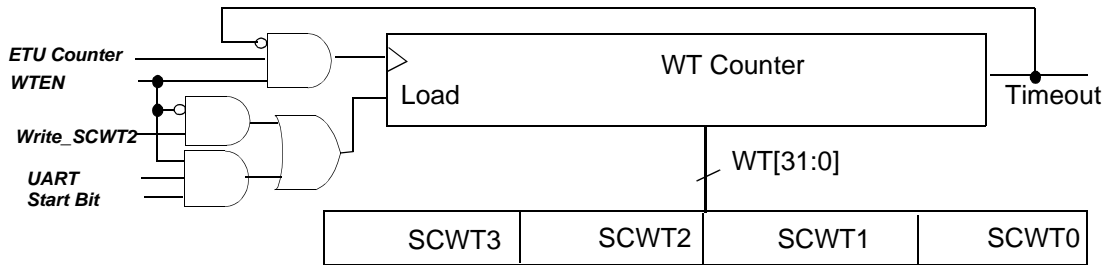 ETU Counter
WTEN
WT Counter
Load
Timeout
Write_SCWT2
WT[31:0]
UART
Start Bit
SCWT3 SCWT2 SCWT1 SCWT0